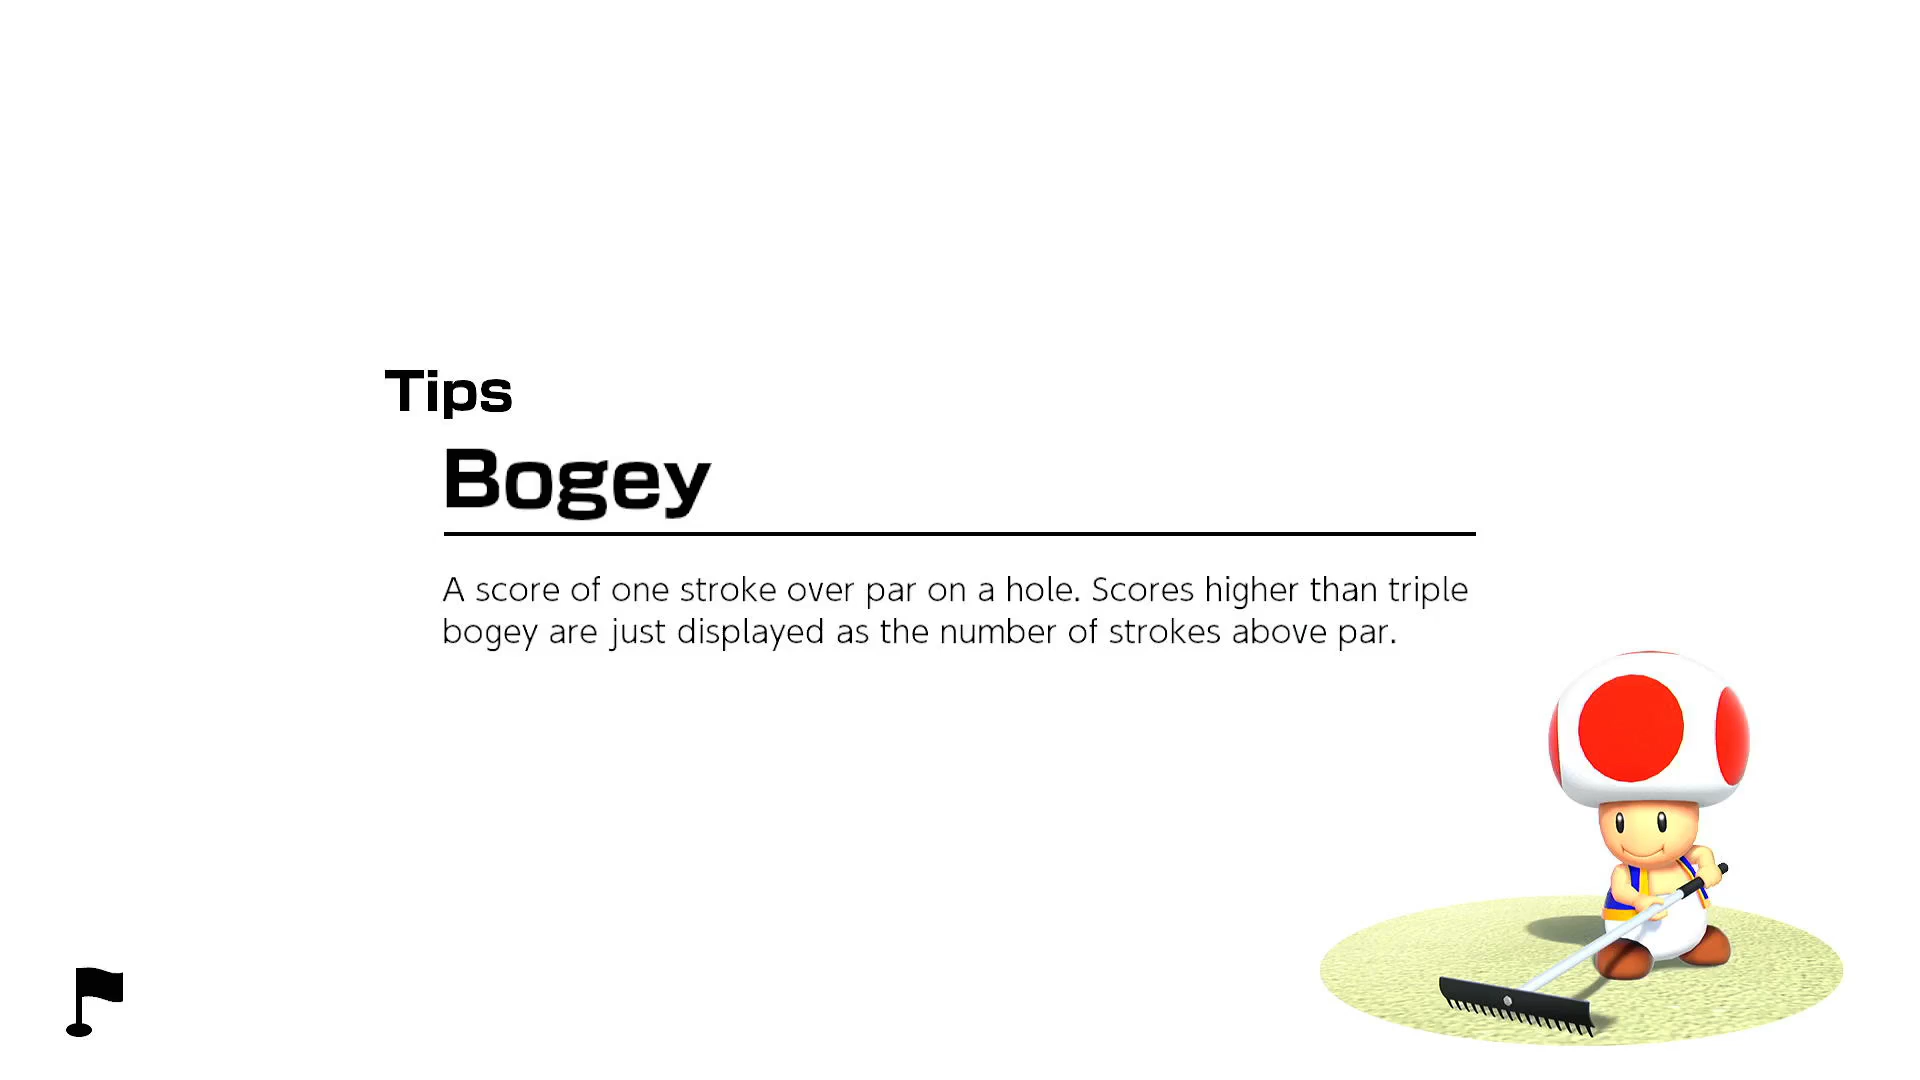 Tips
Bogey
A score of one stroke over par on a hole. Scores higher than triple
bogey are just displayed as the number of strokes above par.